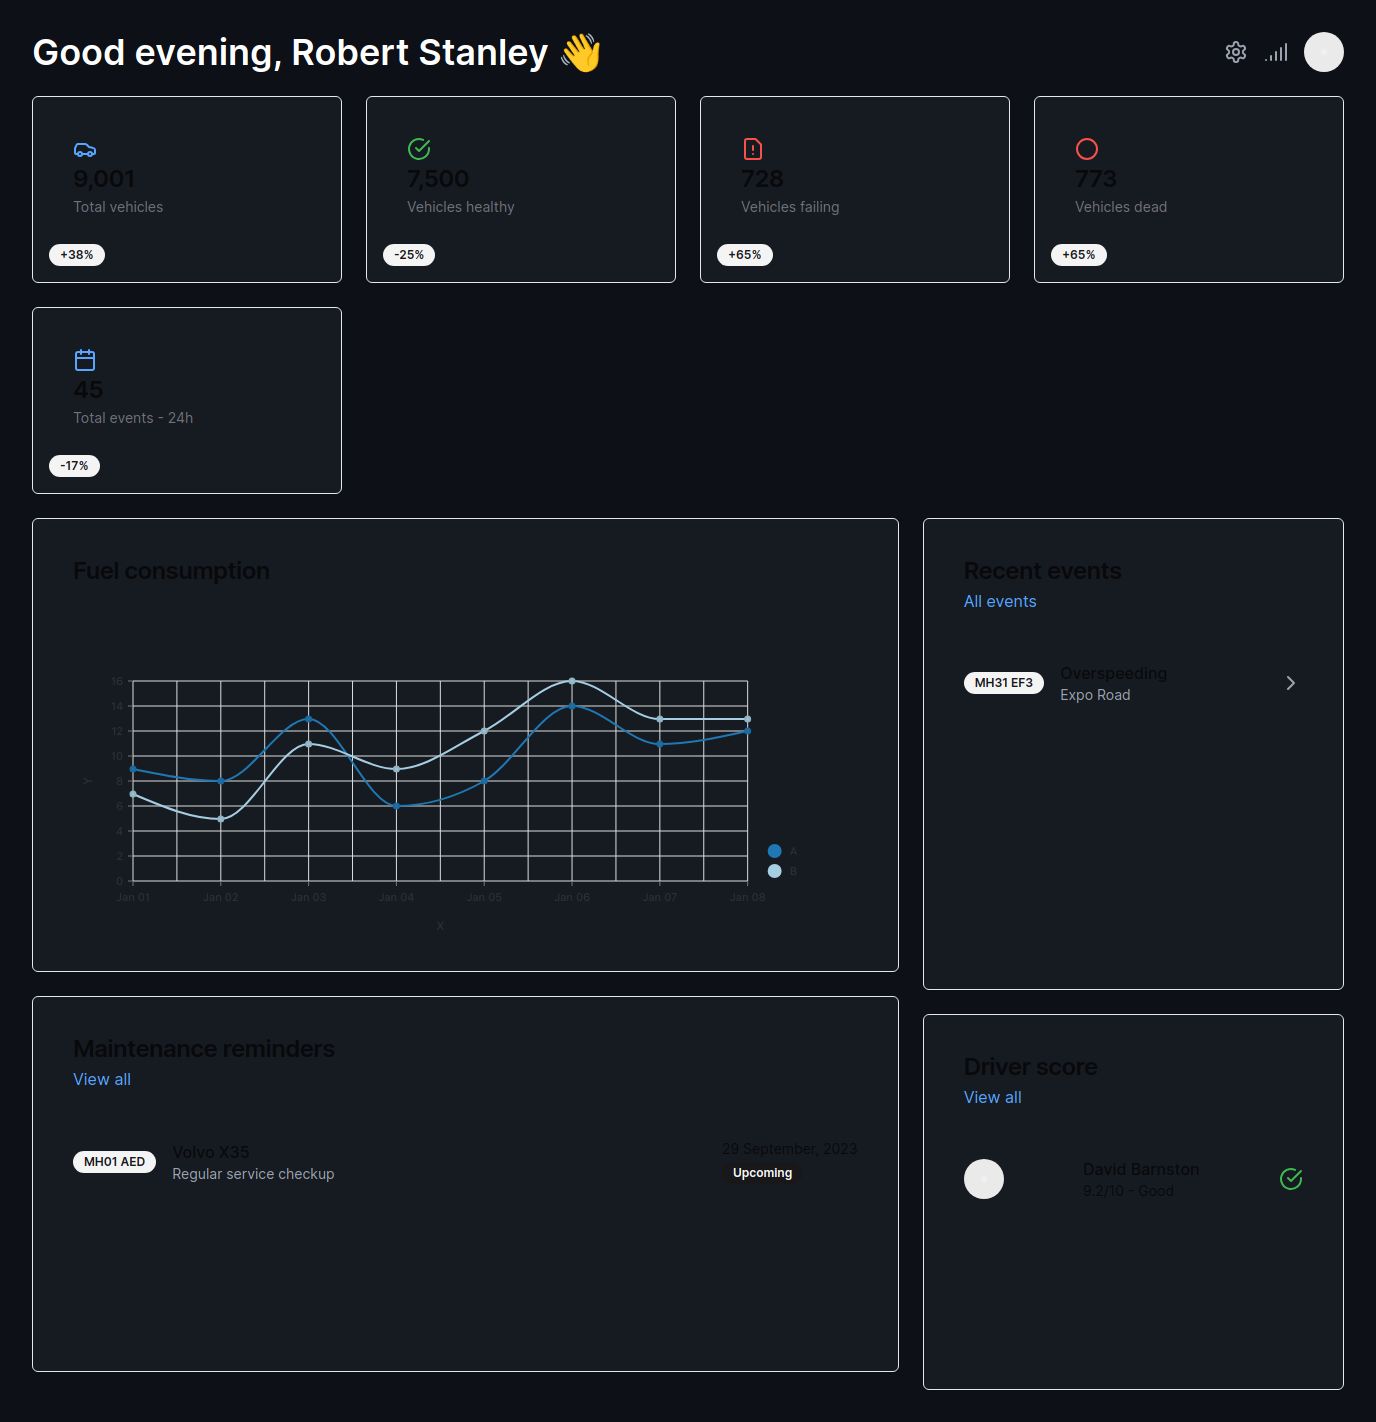 Good evening, Robert Stanley 👋
9,001
Total vehicles
+38%
7,500
Vehicles healthy
-25%
728
Vehicles failing
+65%
773
Vehicles dead
+65%
45
Total events - 24h
-17%
Fuel consumption
16
14
12
10
8
6
4
2
0
Y
Jan 01 Jan 02 Jan 03 Jan 04 Jan 05 Jan 06 Jan 07 Jan 08
X
A
B
Recent events
All events
MH31 EF3
Overspeeding
Expo Road
Maintenance reminders
View all
MH01 AED
Volvo X35
Regular service checkup
29 September, 2023
Upcoming
Driver score
View all
David Barnston
9.2/10 - Good